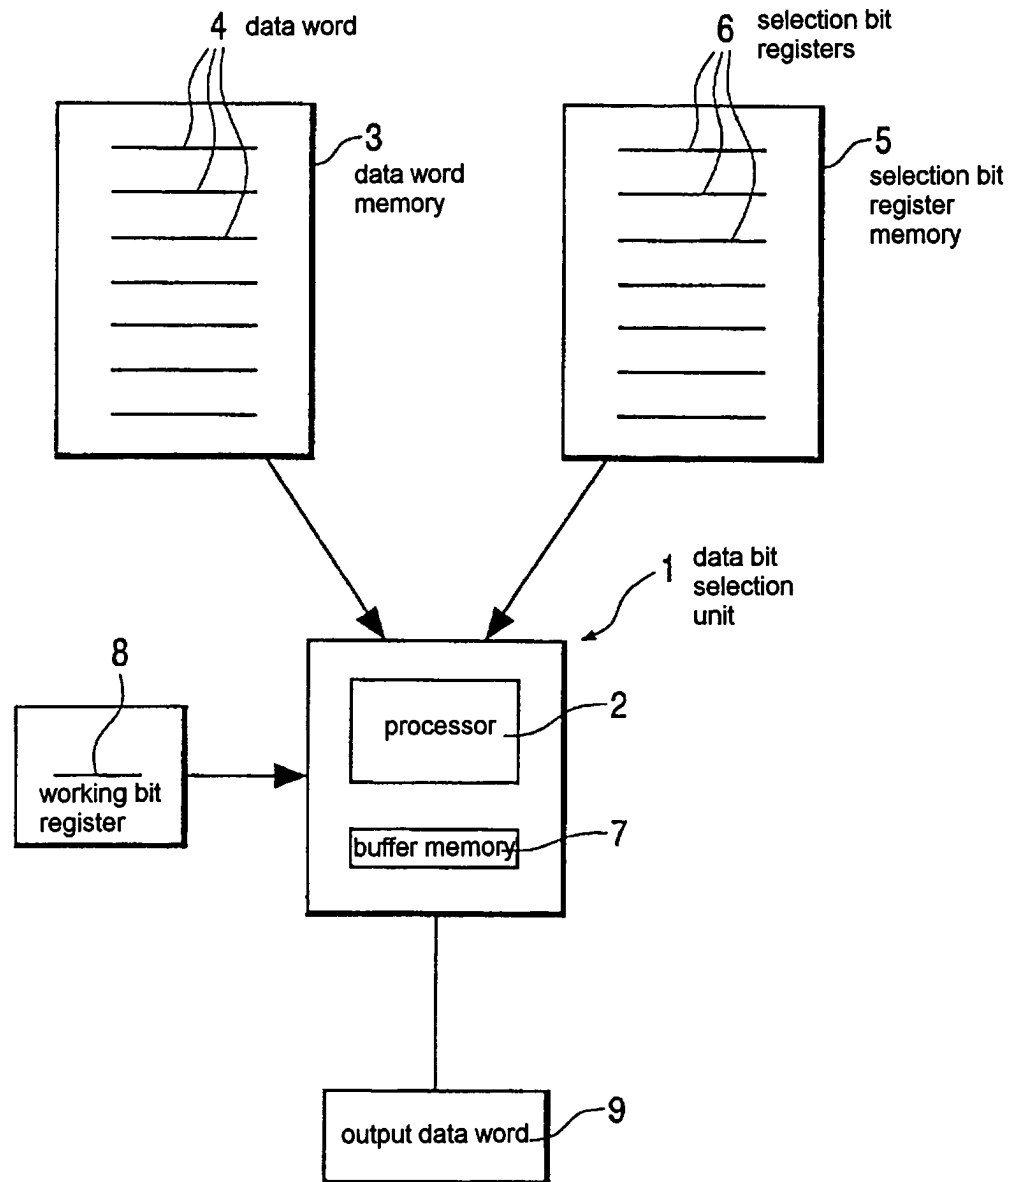 4 data word
6 selection bit
registers
3
data word
memory
5
selection bit
register
memory
1 data bit
selection
unit
8
working bit
register
2
processor
7
buffer memory
9
output data word